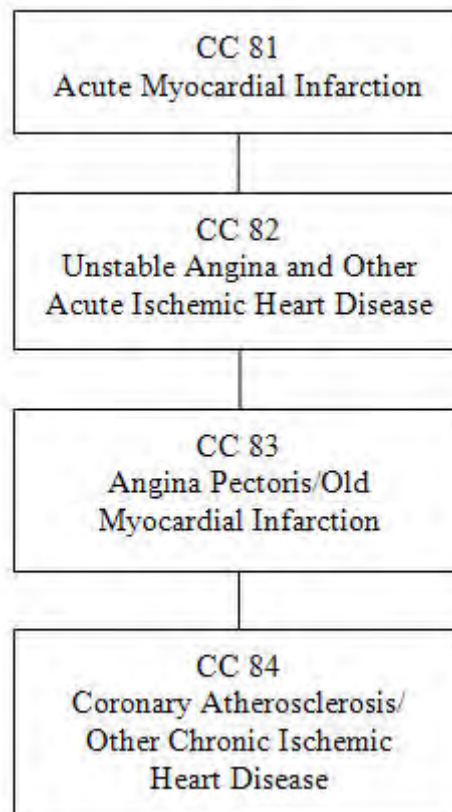 CC 81
Acute Myocardial Infarction
CC 82
Unstable Angina and Other
Acute Ischemic Heart Disease
CC 83
Angina Pectoris/Old
Myocardial Infarction
CC 84
Coronary Atherosclerosis/
Other Chronic Ischemic
Heart Disease